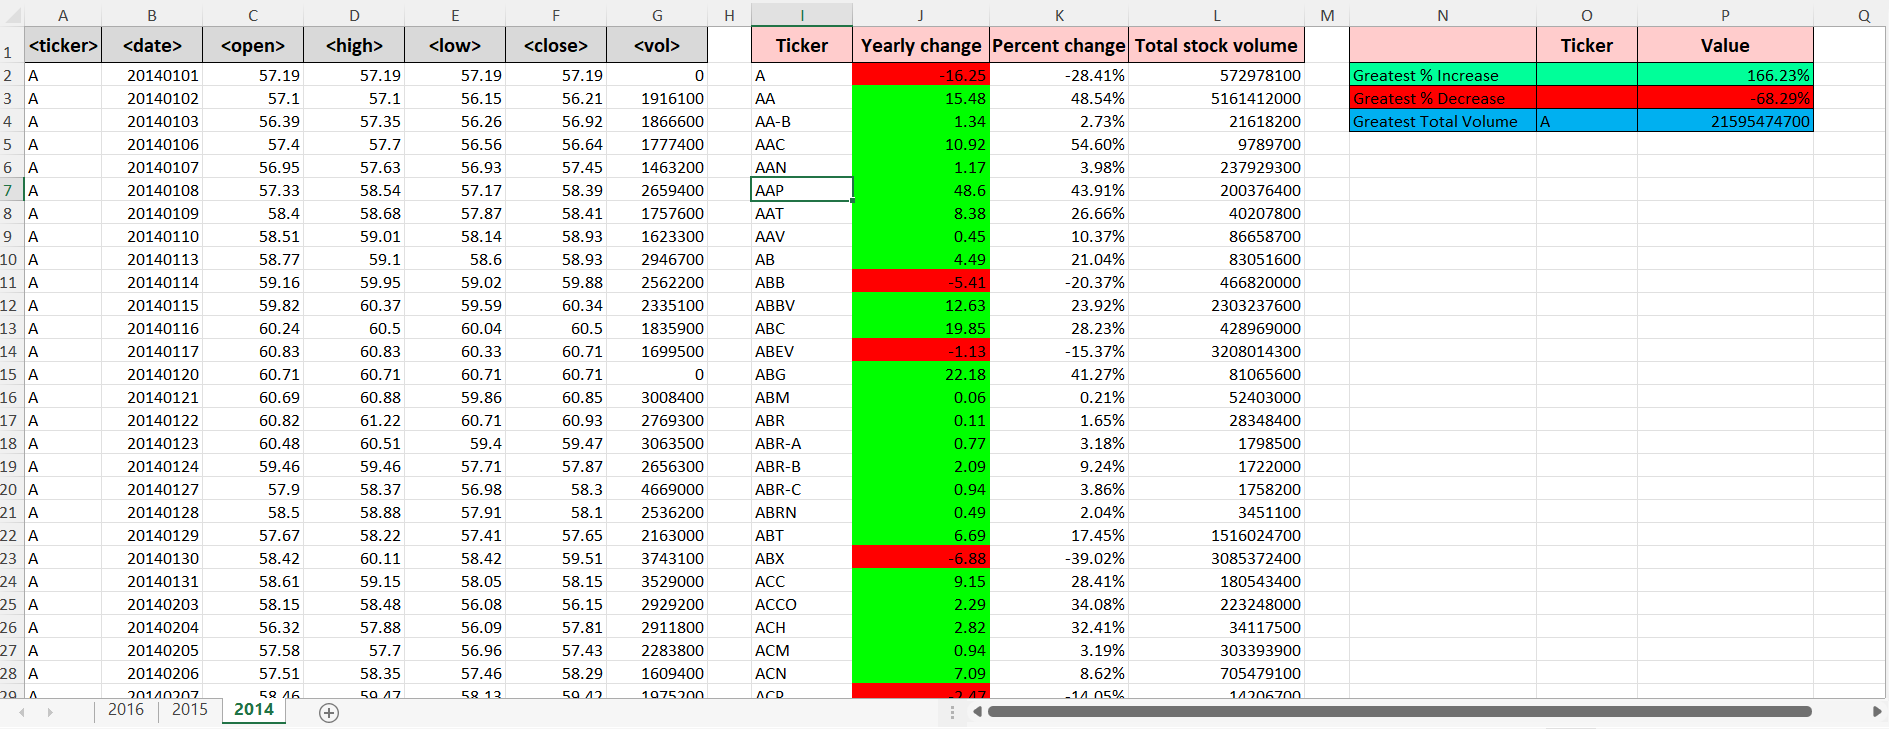 A B C D E F G H I J K L M N O P Q
1 <ticker> <date> <open> <high> <low> <close> <vol> Ticker Yearly change Percent change Total stock volume Ticker Value
2 A 20140101 57.19 57.19 57.19 57.19 0 A -16.25 -28.41% 572978100 Greatest % Increase 166.23%
3 A 20140102 57.1 57.1 56.15 56.21 1916100 AA 15.48 48.54% 5161412000 Greatest % Decrease -68.29%
4 A 20140103 56.39 57.35 56.26 56.92 1866600 AA-B 1.34 2.73% 21618200 Greatest Total Volume A 21595474700
5 A 20140106 57.4 57.7 56.56 56.64 1777400 AAC 10.92 54.60% 9789700
6 A 20140107 56.95 57.63 56.93 57.45 1463200 AAN 1.17 3.98% 237929300
7 A 20140108 57.33 58.54 57.17 58.39 2659400 AAP 48.6 43.91% 200376400
8 A 20140109 58.4 58.68 57.87 58.41 1757600 AAT 8.38 26.66% 40207800
9 A 20140110 58.51 59.01 58.14 58.93 1623300 AAV 0.45 10.37% 86658700
10 A 20140113 58.77 59.1 58.6 58.93 2946700 AB 4.49 21.04% 83051600
11 A 20140114 59.16 59.95 59.02 59.88 2562200 ABB -5.41 -20.37% 466820000
12 A 20140115 59.82 60.37 59.59 60.34 2335100 ABBV 12.63 23.92% 2303237600
13 A 20140116 60.24 60.5 60.04 60.5 1835900 ABC 19.85 28.23% 428969000
14 A 20140117 60.83 60.83 60.33 60.71 1699500 ABEV -1.13 -15.37% 3208014300
15 A 20140120 60.71 60.71 60.71 60.71 0 ABG 22.18 41.27% 81065600
16 A 20140121 60.69 60.88 59.86 60.85 3008400 ABM 0.06 0.21% 52403000
17 A 20140122 60.82 61.22 60.71 60.93 2769300 ABR 0.11 1.65% 28348400
18 A 20140123 60.48 60.51 59.4 59.47 3063500 ABR-A 0.77 3.18% 1798500
19 A 20140124 59.46 59.46 57.71 57.87 2656300 ABR-B 2.09 9.24% 1722000
20 A 20140127 57.9 58.37 56.98 58.3 4669000 ABR-C 0.94 3.86% 1758200
21 A 20140128 58.5 58.88 57.91 58.1 2536200 ABRN 0.49 2.04% 3451100
22 A 20140129 57.67 58.22 57.41 57.65 2163000 ABT 6.69 17.45% 1516024700
23 A 20140130 58.42 60.11 58.42 59.51 3743100 ABX -6.88 -39.02% 3085372400
24 A 20140131 58.61 59.15 58.05 58.15 3529000 ACC 9.15 28.41% 180543400
25 A 20140203 58.15 58.48 56.08 56.15 2929200 ACCO 2.29 34.08% 223248000
26 A 20140204 56.32 57.88 56.09 57.81 2911800 ACH 2.82 32.41% 34117500
27 A 20140205 57.58 57.7 56.96 57.43 2283800 ACM 0.94 3.19% 303393900
28 A 20140206 57.51 58.35 57.46 58.29 1609400 ACN 7.09 8.62% 705479100
29 A 20140207 58.46 59.47 58.13 59.42 1975200 ACP -2.47 -14.05% 14206700
2016 2015 2014